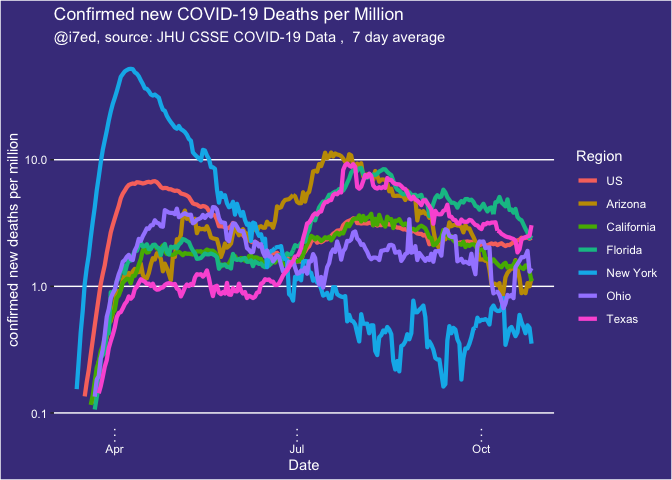 Confirmed new COVID-19 Deaths per Million
@i7ed, source: JHU CSSE COVID-19 Data ,  7 day average
confirmed new deaths per million
10.0
1.0
0.1
Apr
Jul
Oct
Date
Region
US
Arizona
California
Florida
New York
Ohio
Texas